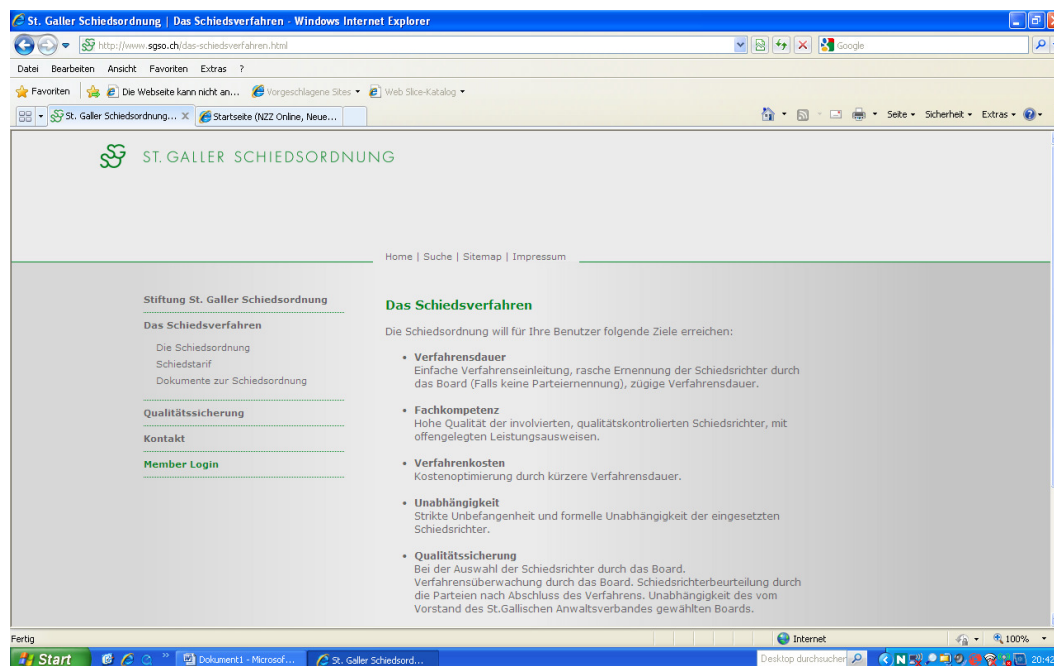 St. Galler Schiedsordnung | Das Schiedsverfahren - Windows Internet Explorer
http://www.sgso.ch/das-schiedsverfahren.html
Google
Datei Bearbeiten Ansicht Favoriten Extras ?
Favoriten Die Webseite kann nicht an... Vorgeschlagene Sites Web Slice-Katalog
St. Galler Schiedsordnung... Startseite (NZZ Online, Neue... Seite Sicherheit Extras
ST. GALLER SCHIEDSORDNUNG
Home | Suche | Sitemap | Impressum
Stiftung St. Galler Schiedsordnung
Das Schiedsverfahren
Die Schiedsordnung
Schiedstarif
Dokumente zur Schiedsordnung
Qualitätssicherung
Kontakt
Member Login
Das Schiedsverfahren
Die Schiedsordnung will für Ihre Benutzer folgende Ziele erreichen:
• Verfahrensdauer
Einfache Verfahrenseinleitung, rasche Ernennung der Schiedsrichter durch
das Board (Falls keine Parteiernennung), zügige Verfahrensdauer.
• Fachkompetenz
Hohe Qualität der involvierten, qualitätskontrollierten Schiedsrichter, mit
offengelegten Leistungsausweisen.
• Verfahrenkosten
Kostenoptimierung durch kürzere Verfahrensdauer.
• Unabhängigkeit
Strikte Unbefangenheit und formelle Unabhängigkeit der eingesetzten
Schiedsrichter.
• Qualitätssicherung
Bei der Auswahl der Schiedsrichter durch das Board.
Verfahrensüberwachung durch das Board. Schiedsrichterbeurteilung durch
die Parteien nach Abschluss des Verfahrens. Unabhängigkeit des vom
Vorstand des St.Gallischen Anwaltsverbandes gewählten Boards.
Fertig Internet 100%
Start Dokument1 - Microsof... St. Galler Schiedsord... Desktop durchsuchen